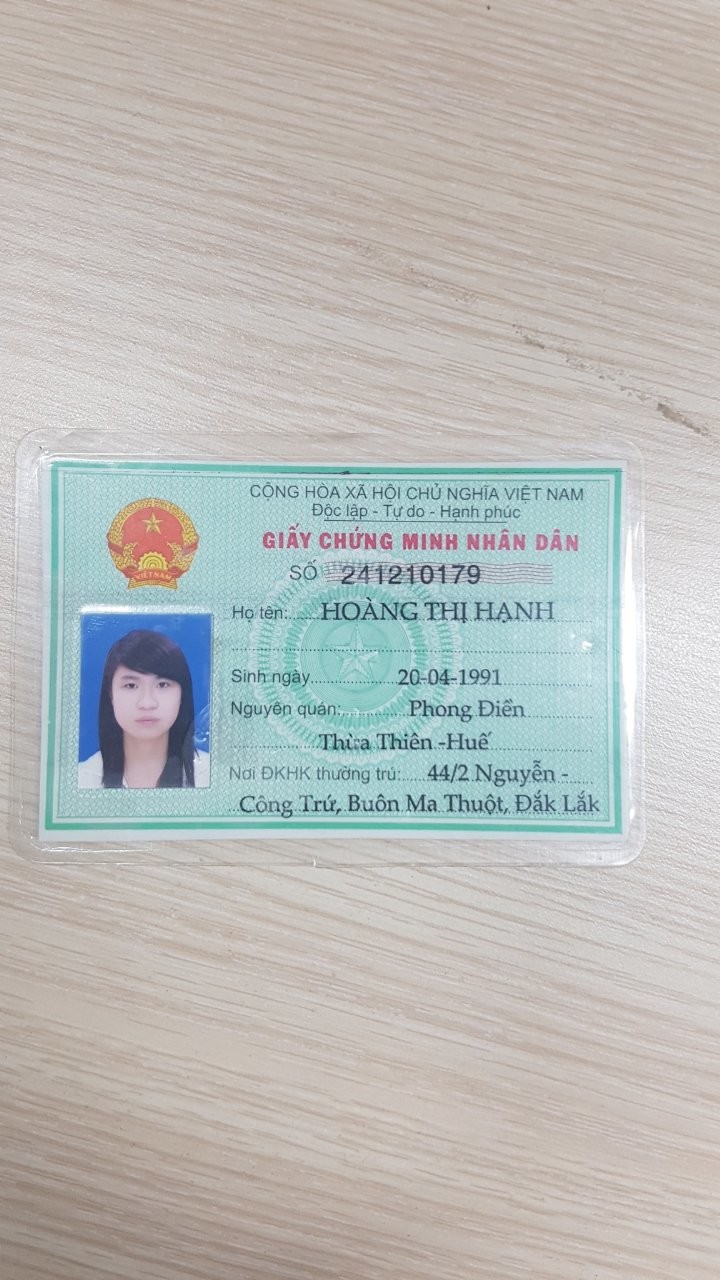 CỘNG HÒA XÃ HỘI CHỦ NGHĨA VIỆT NAM
Độc lập - Tự do - Hạnh phúc
GIẤY CHỨNG MINH NHÂN DÂN
SỐ 241210179
VIỆT NAM
Họ tên: HOÀNG THỊ HẠNH
Sinh ngày 20-04-1991
Nguyên quán: Phong Điền
Thừa Thiên -Huế
Nơi ĐKHK thường trú: 44/2 Nguyễn -
Công Trứ, Buôn Ma Thuột, Đắk Lắk